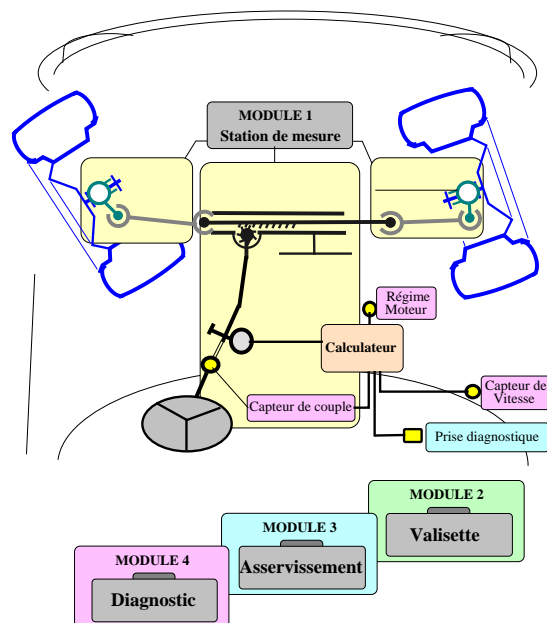 MODULE 1
Station de mesure
Régime
Moteur
Calculateur
Capteur de
Vitesse
Capteur de couple
Prise diagnostique
MODULE 2
Valisette
MODULE 3
Asservissement
MODULE 4
Diagnostic